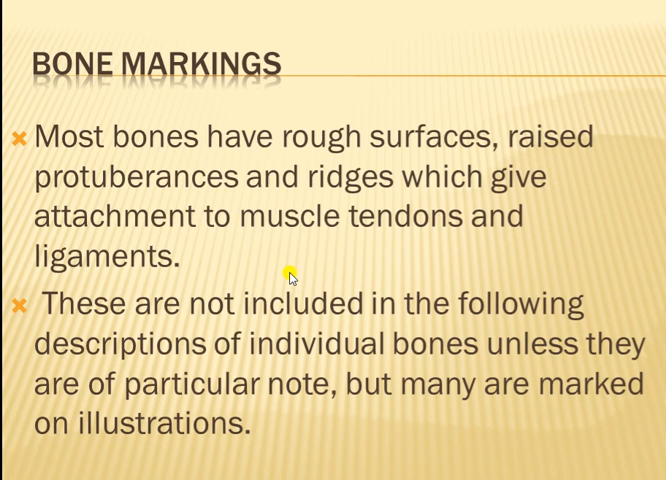 BONE MARKINGS
Most bones have rough surfaces, raised
protuberances and ridges which give
attachment to muscle tendons and
ligaments.
These are not included in the following
descriptions of individual bones unless they
are of particular note, but many are marked
on illustrations.